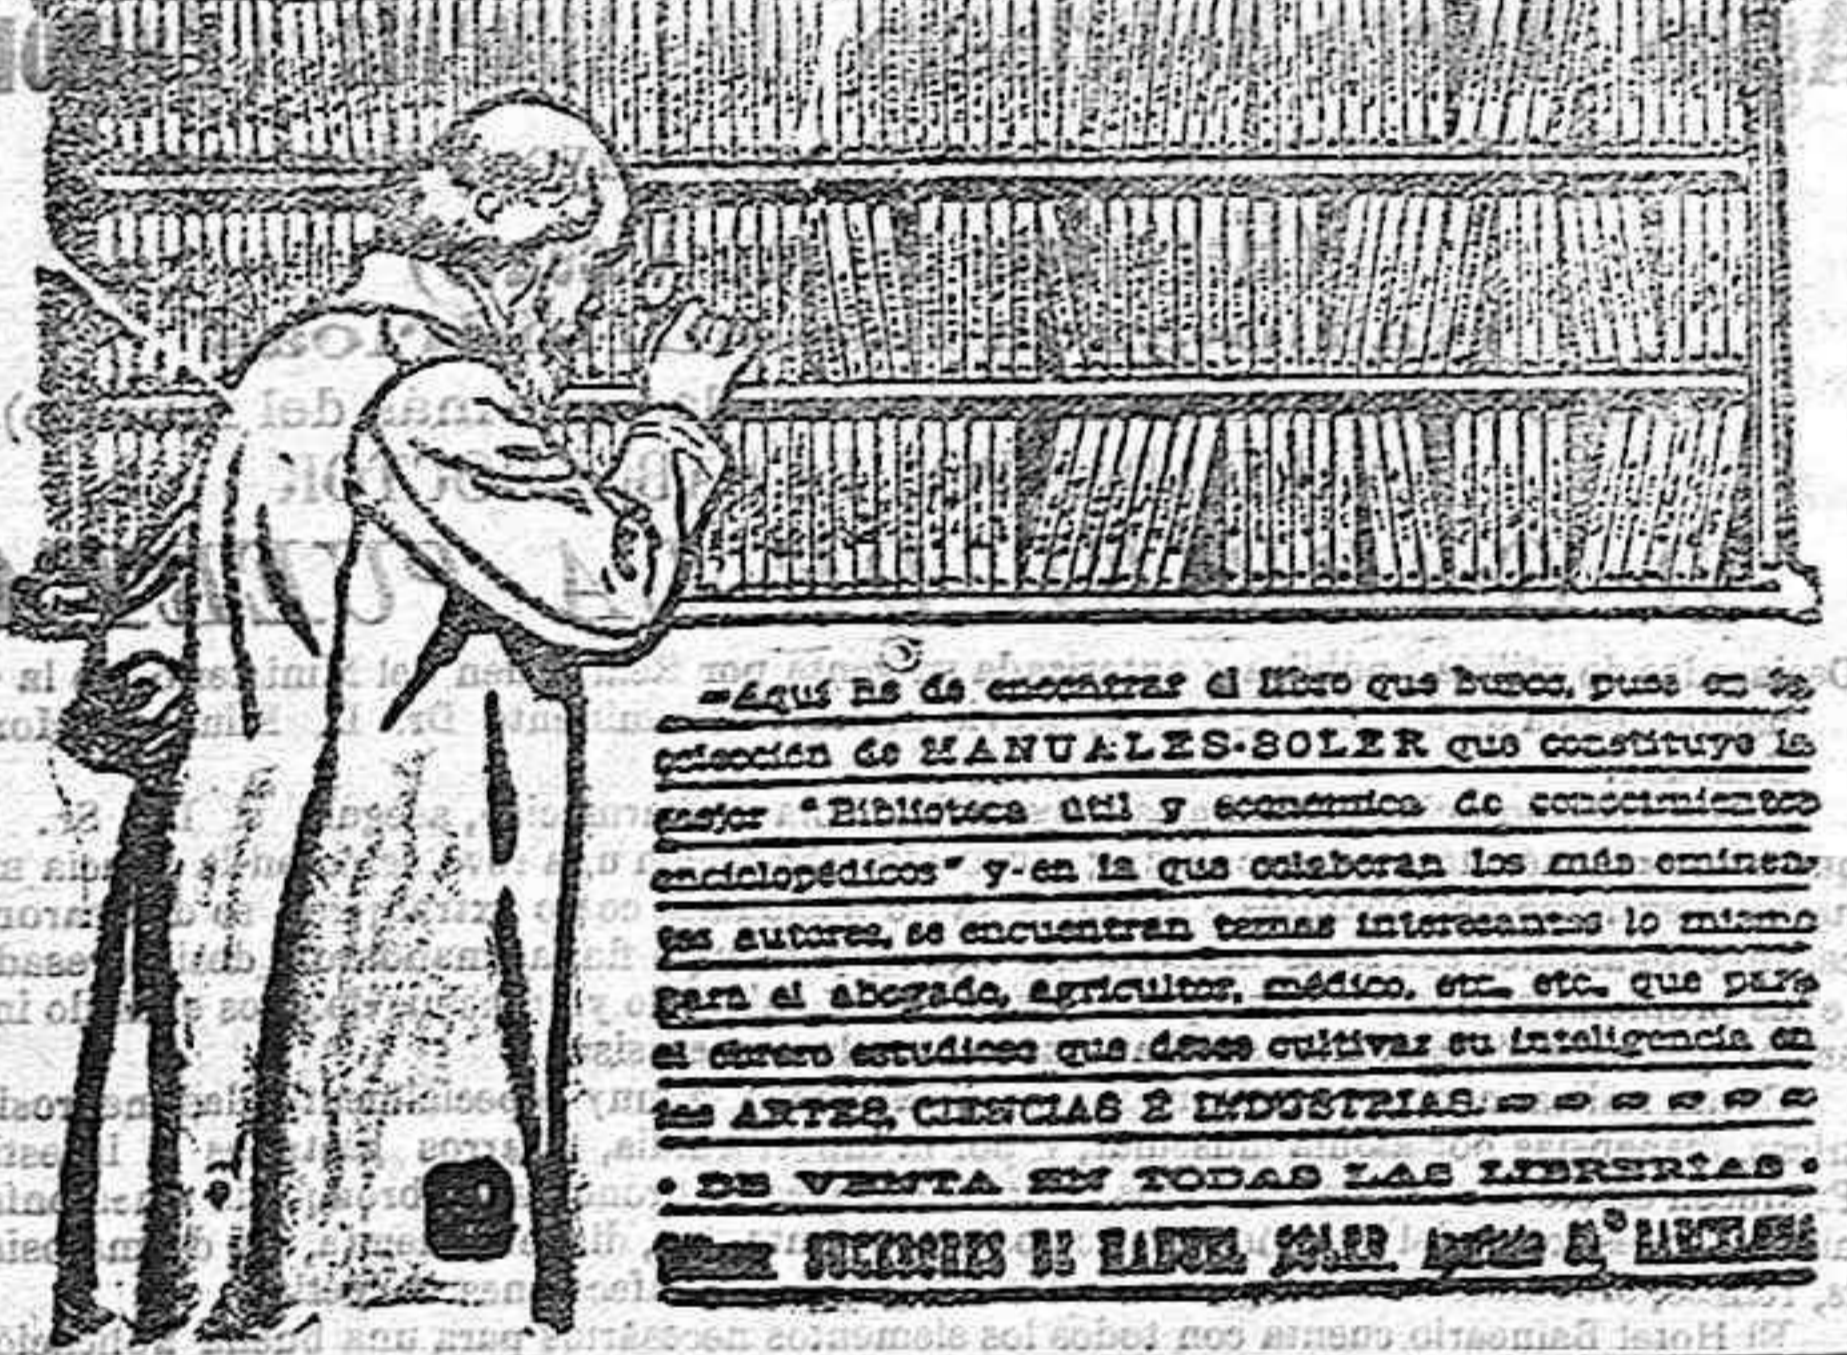 —Aquí he de encontrar el libro que busco, pues en la
colección de MANUALES-SOLER que constituye la
mejor "Biblioteca útil y económica de conocimientos
enciclopédicos" y en la que colaboran los más eminen-
tes autores, se encuentran temas interesantes lo mismo
para el abogado, agricultor, médico, etc., etc., que para
el obrero estudioso que desee cultivar su inteligencia en
las ARTES, CIENCIAS E INDUSTRIAS.
• DE VENTA EN TODAS LAS LIBRERÍAS •
SUCESORES DE MANUEL SOLER. BARCELONA